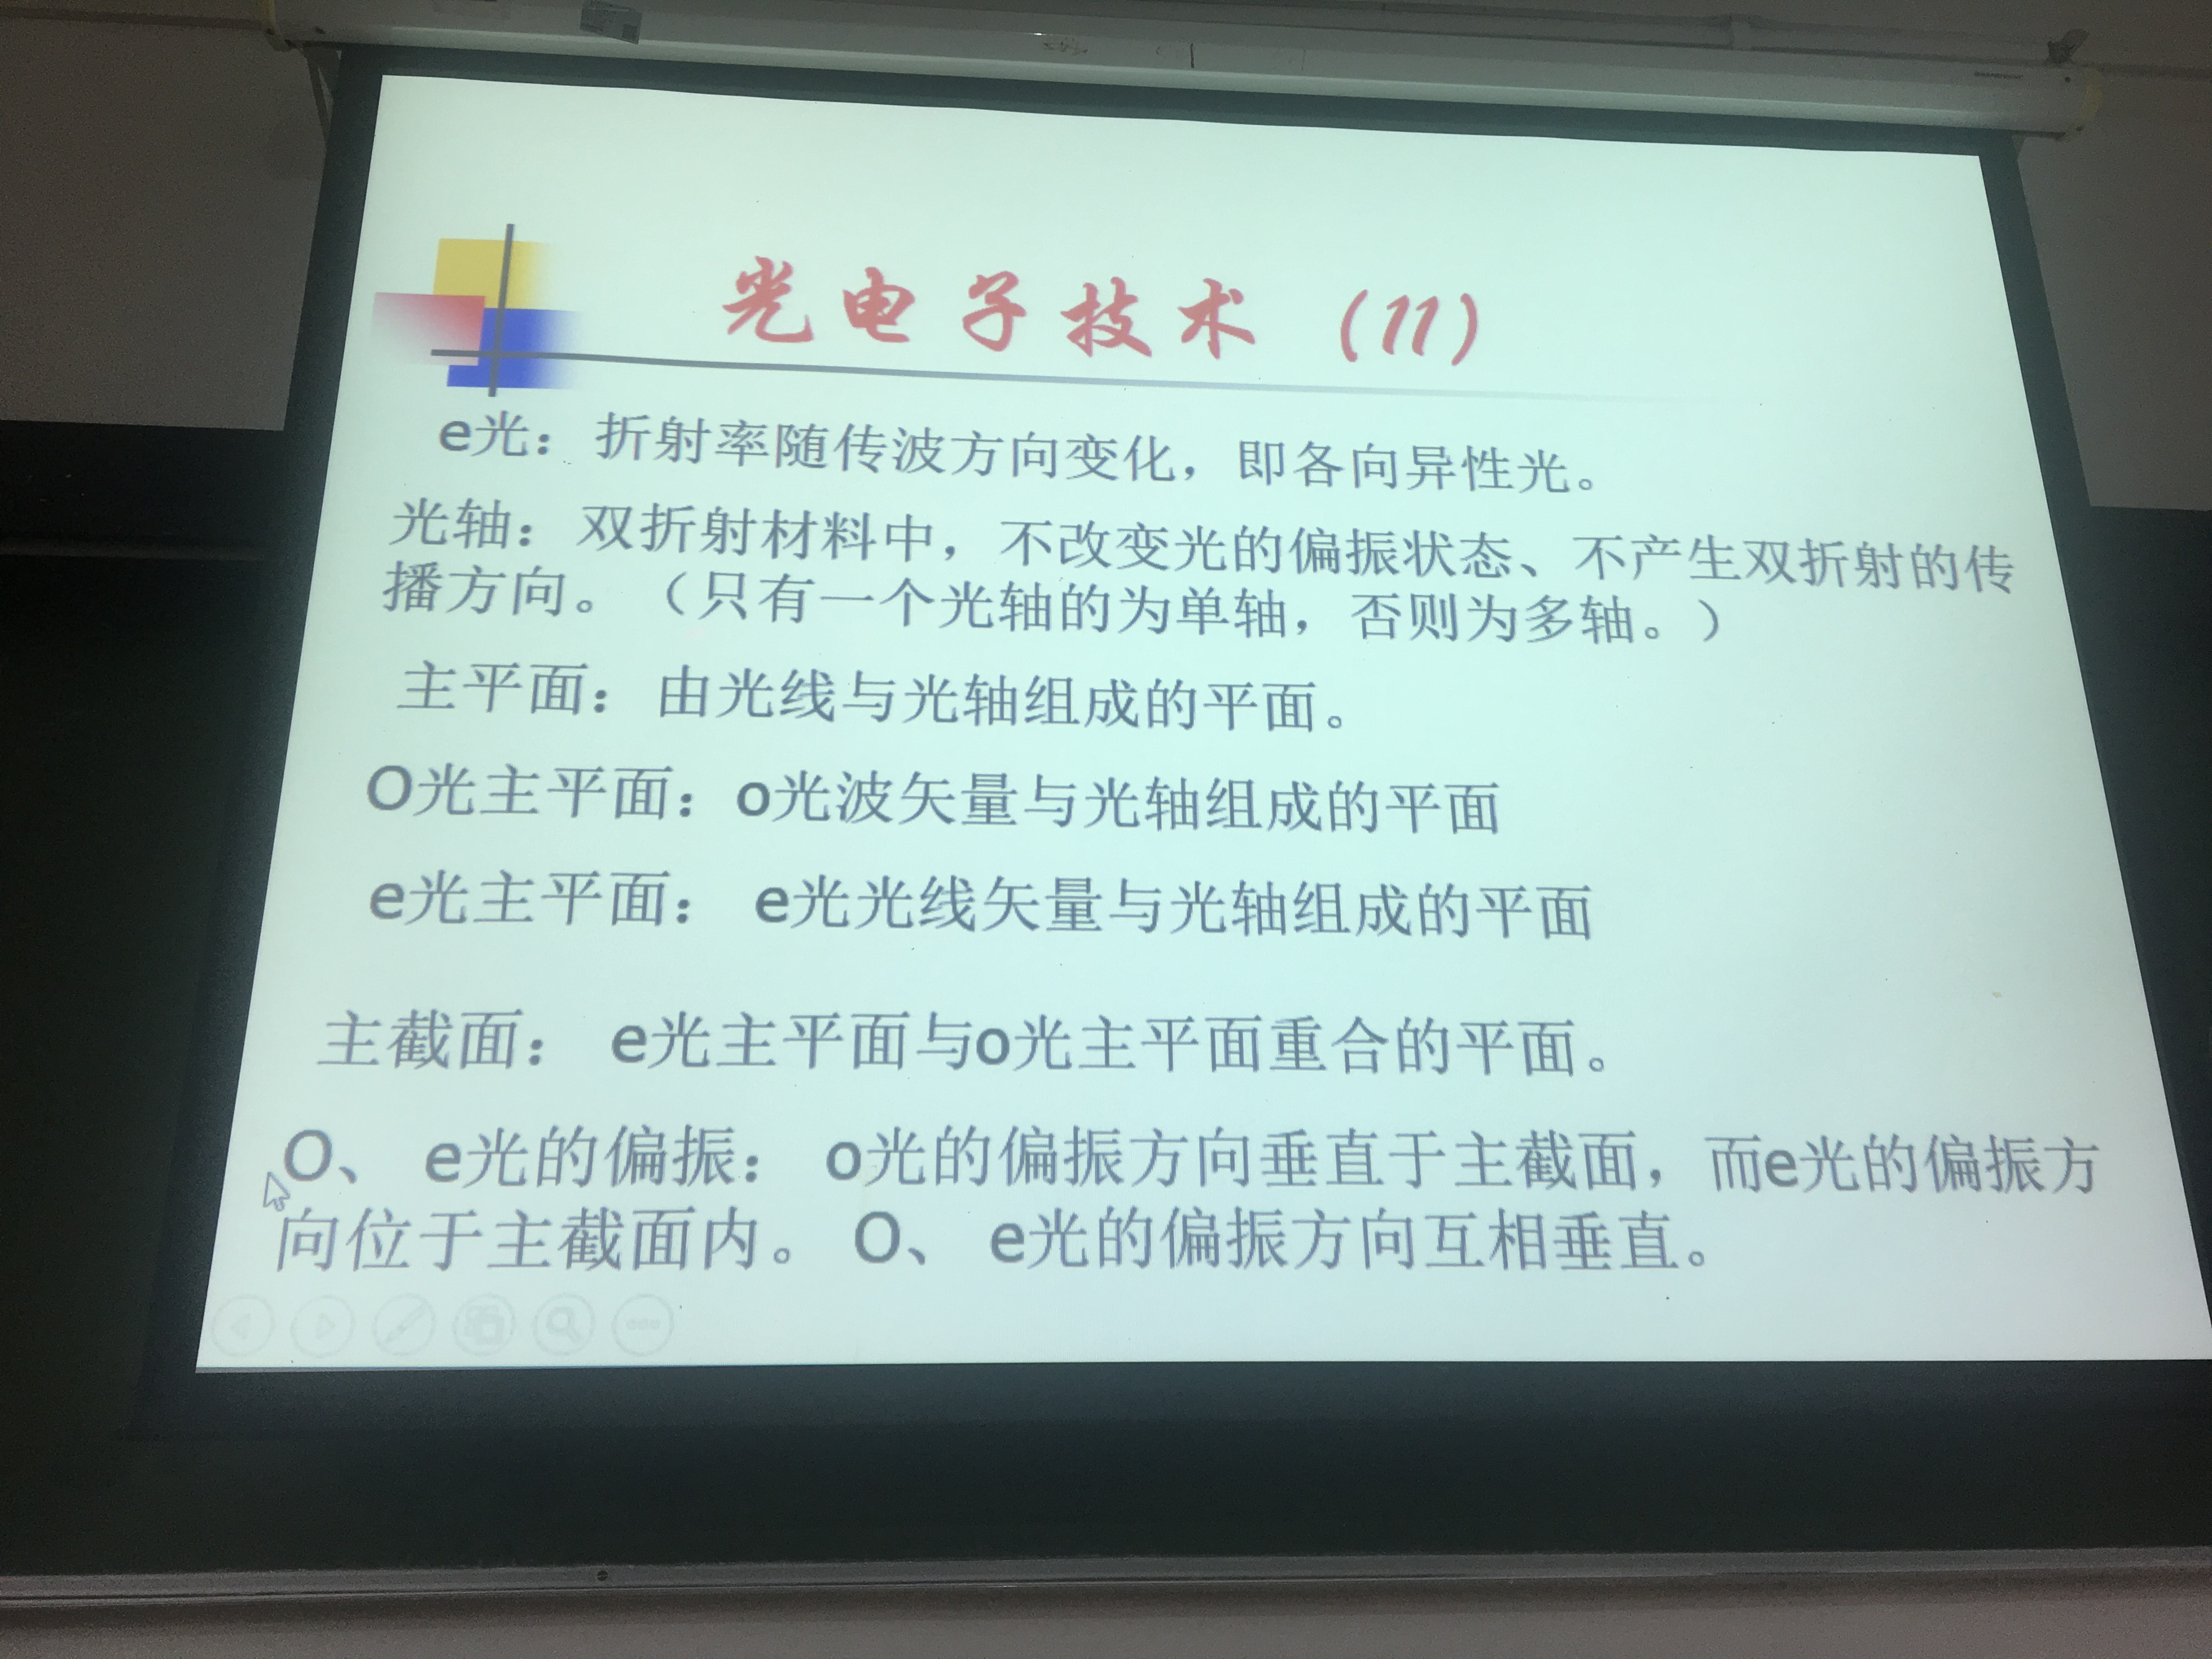 光电子技术（11）
e光：折射率随传波方向变化，即各向异性光。
光轴：双折射材料中，不改变光的偏振状态、不产生双折射的传
播方向。（只有一个光轴的为单轴，否则为多轴。）
主平面：由光线与光轴组成的平面。
O光主平面：o光波矢量与光轴组成的平面
e光主平面： e光光线矢量与光轴组成的平面
主截面： e光主平面与o光主平面重合的平面。
O、 e光的偏振： o光的偏振方向垂直于主截面，而e光的偏振方
向位于主截面内。 O、 e光的偏振方向互相垂直。